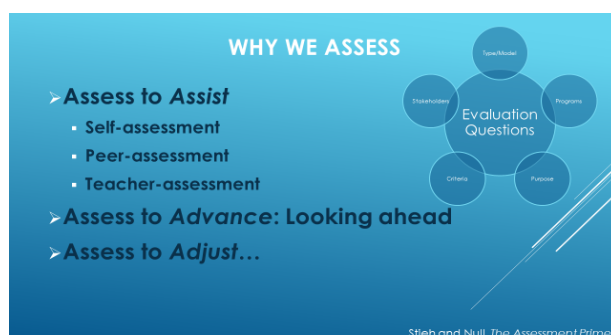 WHY WE ASSESS
➢Assess to Assist
▪ Self-assessment
▪ Peer-assessment
▪ Teacher-assessment
➢Assess to Advance: Looking ahead
➢Assess to Adjust...
Type/Model
Stakeholders
Programs
Evaluation
Questions
Criteria
Purpose
Stieh and Null, The Assessment Prime